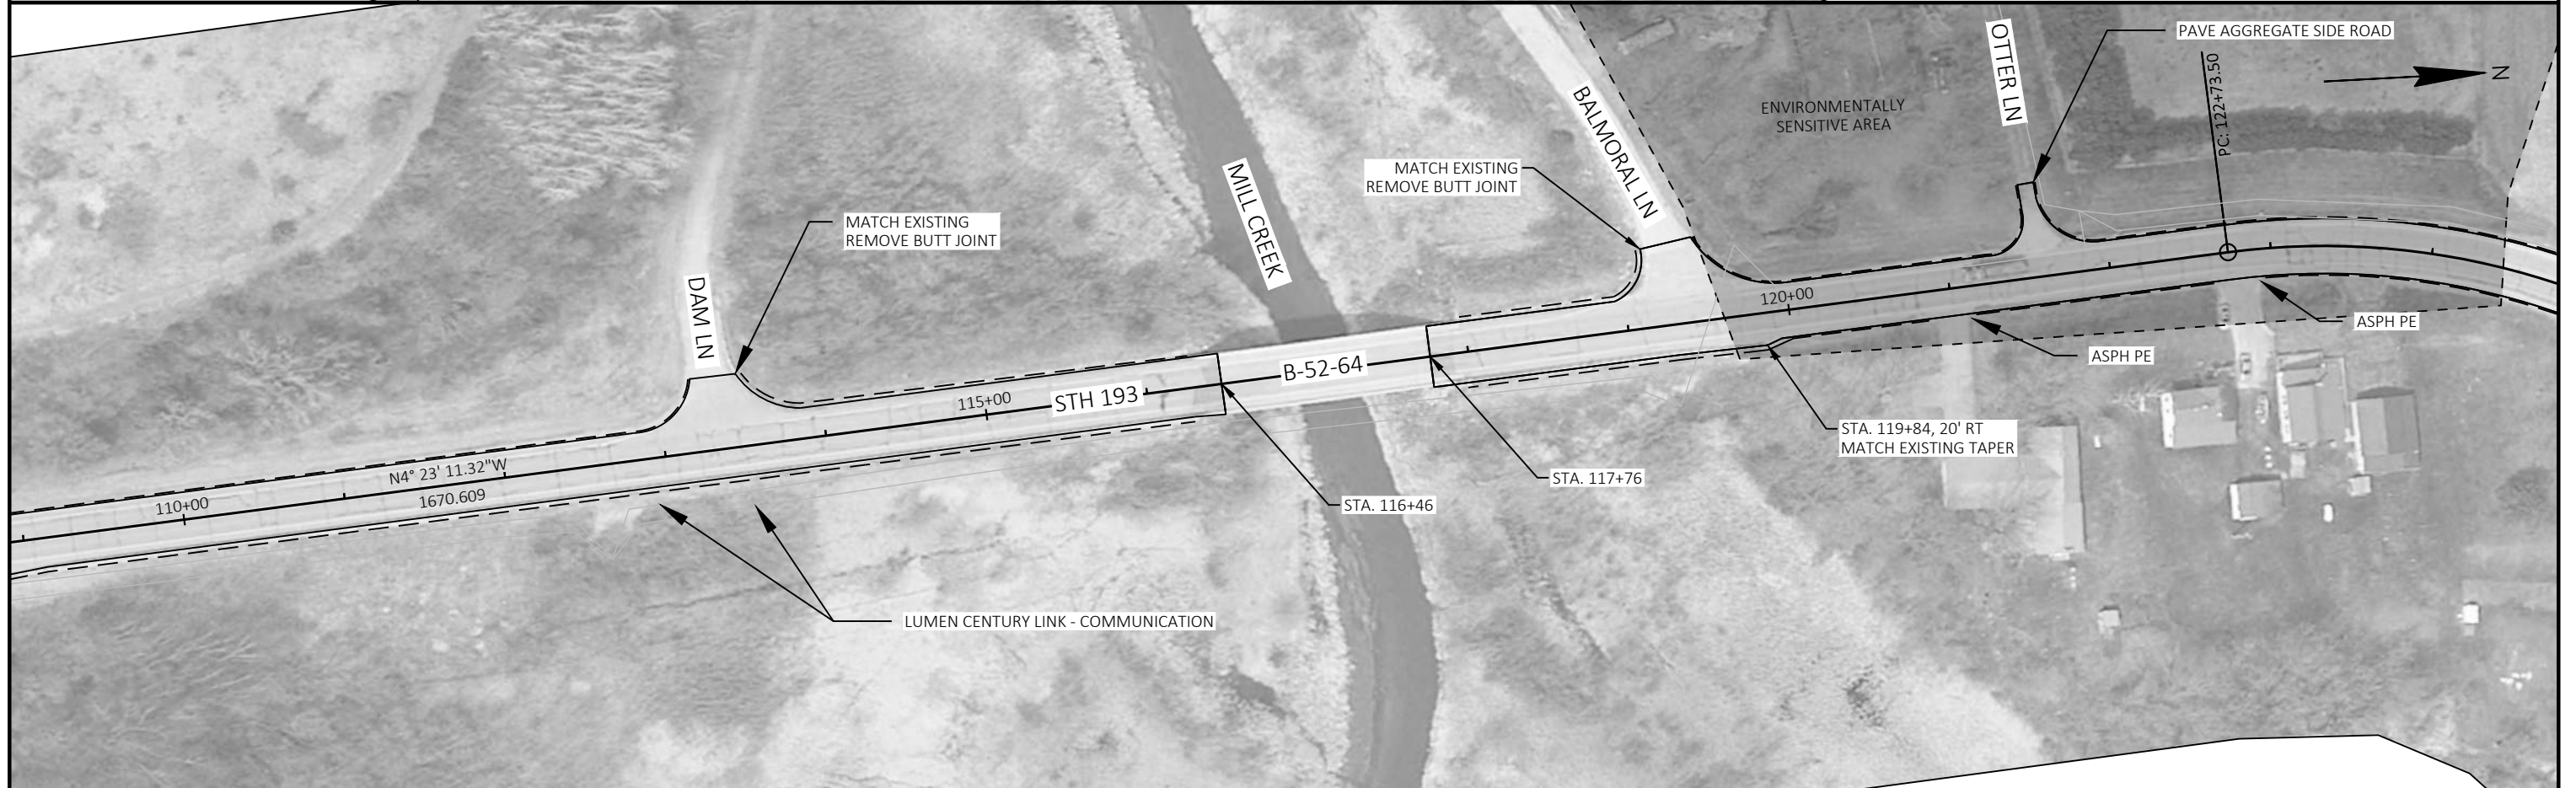 PAVE AGGREGATE SIDE ROAD
OTTER LN
PC: 122+73.50
N
BALMORAL LN
ENVIRONMENTALLY
SENSITIVE AREA
MATCH EXISTING
REMOVE BUTT JOINT
MILL CREEK
MATCH EXISTING
REMOVE BUTT JOINT
DAM LN
120+00
ASPH PE
ASPH PE
B-52-64
STH 193
115+00
STA. 119+84, 20' RT
MATCH EXISTING TAPER
N4° 23' 11.32"W
1670.609
110+00
STA. 117+76
STA. 116+46
LUMEN CENTURY LINK - COMMUNICATION